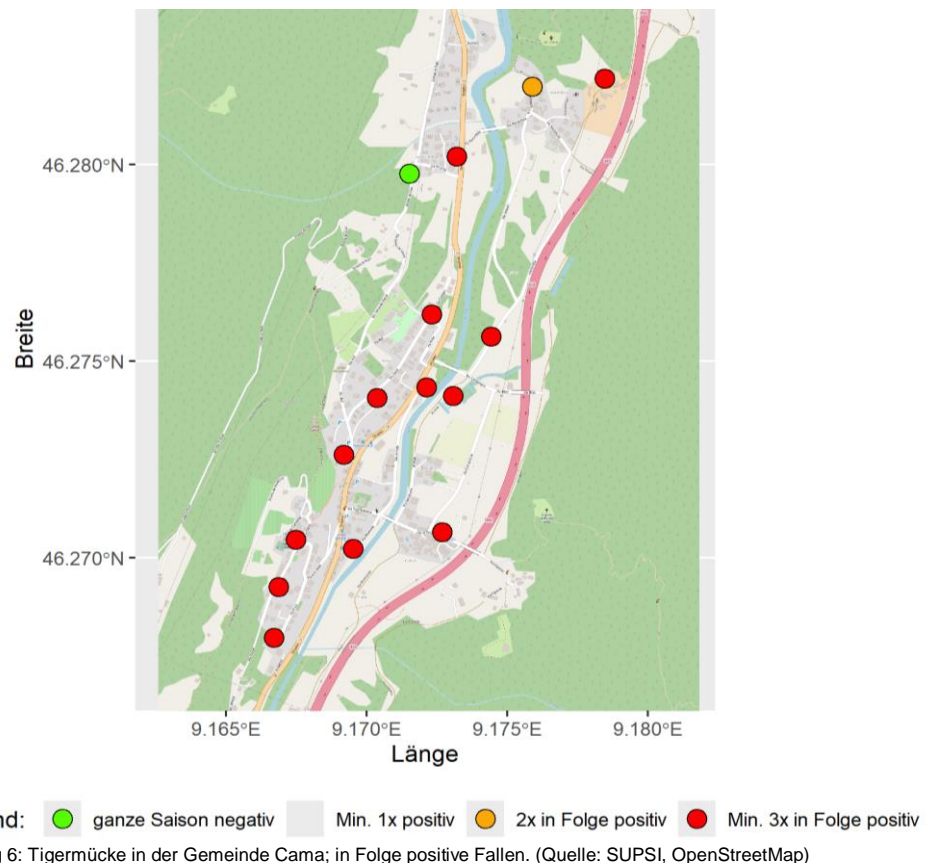 46.280°N
Breite
46.275°N
46.270°N
9.165°E 9.170°E 9.175°E 9.180°E
Länge
nd: ganze Saison negativ Min. 1x positiv 2x in Folge positiv Min. 3x in Folge positiv
g 6: Tigermücke in der Gemeinde Cama; in Folge positive Fallen. (Quelle: SUPSI, OpenStreetMap)